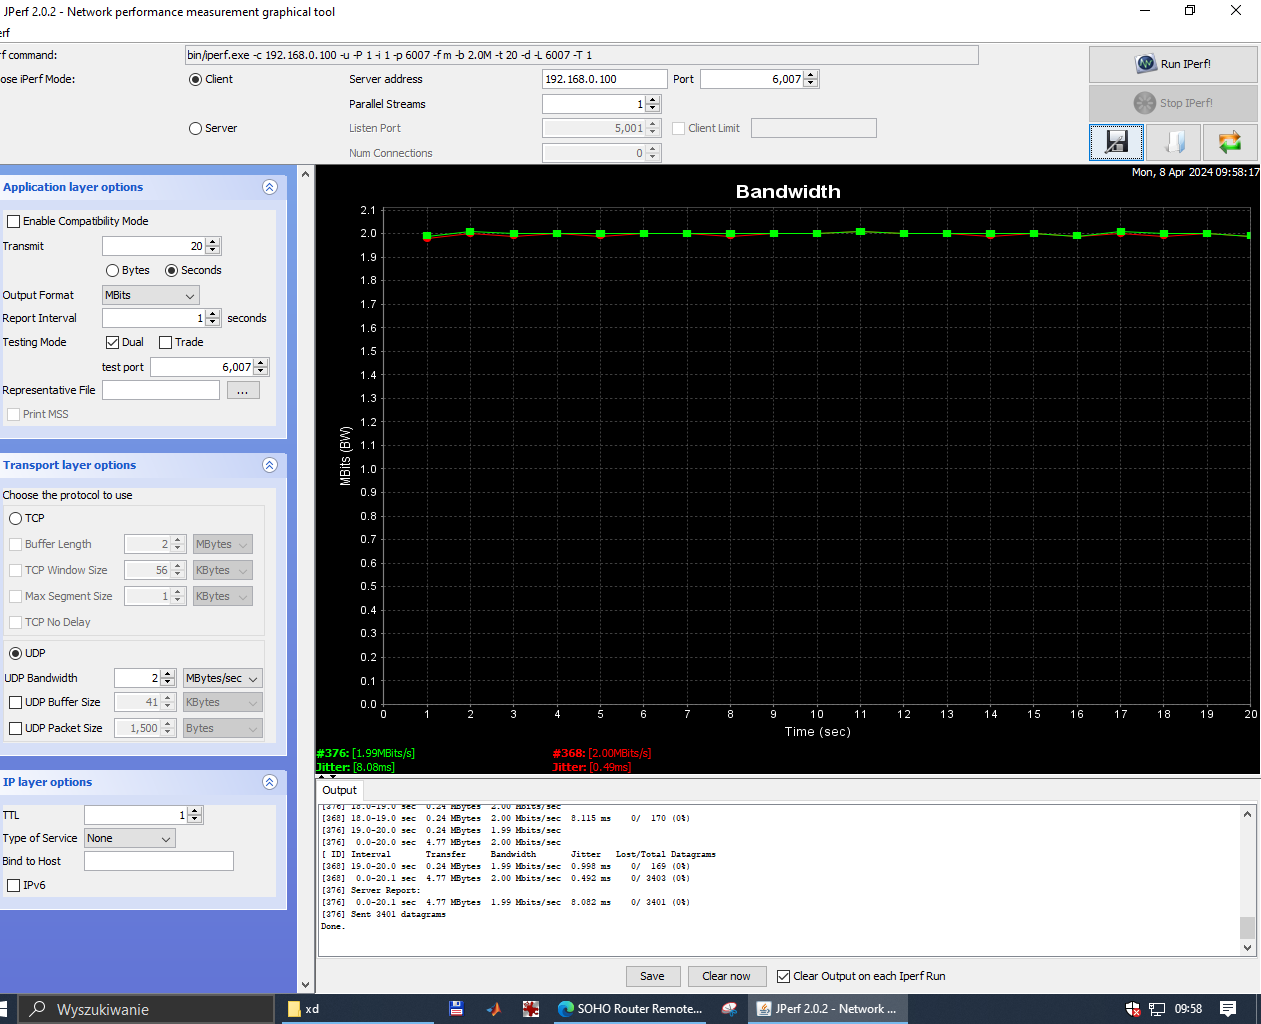 JPerf 2.0.2 - Network performance measurement graphical tool
erf
rf command: bin/iperf.exe -c 192.168.0.100 -u -P 1 -i 1 -p 6007 -f m -b 2.0M -t 20 -d -L 6007 -T 1
ose iPerf Mode: Client Server address 192.168.0.100 Port 6,007
Parallel Streams 1
Server Listen Port 5,001 Client Limit
Num Connections 0
Run IPerf!
Stop IPerf!
Application layer options
Enable Compatibility Mode
Transmit 20
Bytes Seconds
Output Format MBits
Report Interval 1 seconds
Testing Mode Dual Trade
test port 6,007
Representative File ...
Print MSS
Transport layer options
Choose the protocol to use
TCP
Buffer Length 2 MBytes
TCP Window Size 56 KBytes
Max Segment Size 1 KBytes
TCP No Delay
UDP
UDP Bandwidth 2 MBytes/sec
UDP Buffer Size 41 KBytes
UDP Packet Size 1,500 Bytes
IP layer options
TTL 1
Type of Service None
Bind to Host
IPv6
Mon, 8 Apr 2024 09:58:17
Bandwidth
2.1
2.0
1.9
1.8
1.7
1.6
1.5
1.4
1.3
1.2
1.1
1.0
0.9
0.8
0.7
0.6
0.5
0.4
0.3
0.2
0.1
0.0
MBits (BW)
0 1 2 3 4 5 6 7 8 9 10 11 12 13 14 15 16 17 18 19 20
Time (sec)
#376: [1.99MBits/s] #368: [2.00MBits/s]
Jitter: [8.08ms] Jitter: [0.49ms]
Output
[376] 18.0-19.0 sec 0.24 MBytes 2.00 Mbits/sec
[368] 18.0-19.0 sec 0.24 MBytes 2.00 Mbits/sec 8.115 ms 0/ 170 (0%)
[376] 19.0-20.0 sec 0.24 MBytes 1.99 Mbits/sec
[376] 0.0-20.0 sec 4.77 MBytes 2.00 Mbits/sec
[ ID] Interval Transfer Bandwidth Jitter Lost/Total Datagrams
[368] 19.0-20.0 sec 0.24 MBytes 1.99 Mbits/sec 0.998 ms 0/ 169 (0%)
[368] 0.0-20.1 sec 4.77 MBytes 2.00 Mbits/sec 0.492 ms 0/ 3403 (0%)
[376] Server Report:
[376] 0.0-20.1 sec 4.77 MBytes 1.99 Mbits/sec 8.082 ms 0/ 3401 (0%)
[376] Sent 3401 datagrams
Done.
Save Clear now Clear Output on each Iperf Run
Wyszukiwanie xd SOHO Router Remote... JPerf 2.0.2 - Network ... 09:58